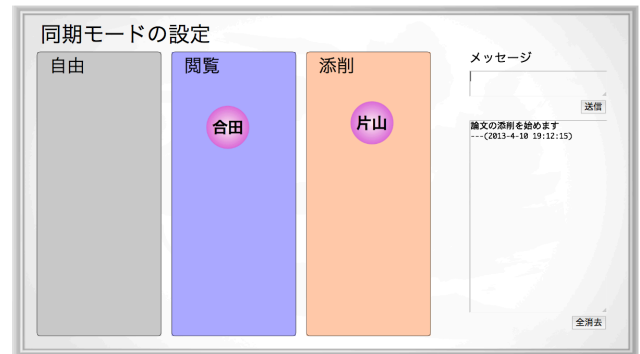 同期モードの設定
自由
閲覧
添削
合田
片山
メッセージ
送信
論文の添削を始めます
---(2013-4-10 19:12:15)
全消去